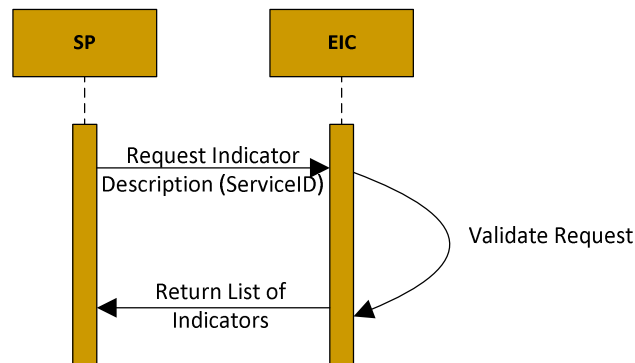 SP
EIC
Request Indicator
Description (ServiceID)
Validate Request
Return List of
Indicators